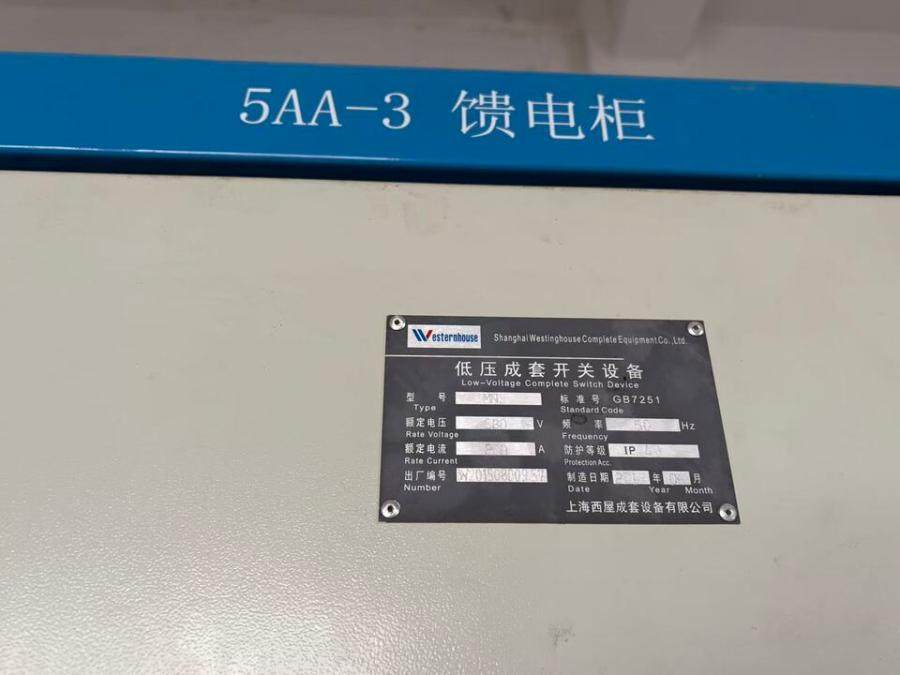 5AA-3 馈电柜
Westernhouse Shanghai Westinghouse Complete Equipment Co., Ltd.
低压成套开关设备
Low-Voltage Complete Switch Device
型 号 MNS 标准号 GB7251
Type Standard Code
额定电压 V 频 率 50 Hz
Rate Voltage Frequency
额定电流 A 防护等级 IP
Rate Current Protection Acc.
出厂编号 制造日期 年 月
Number Date Year Month
上海西屋成套设备有限公司